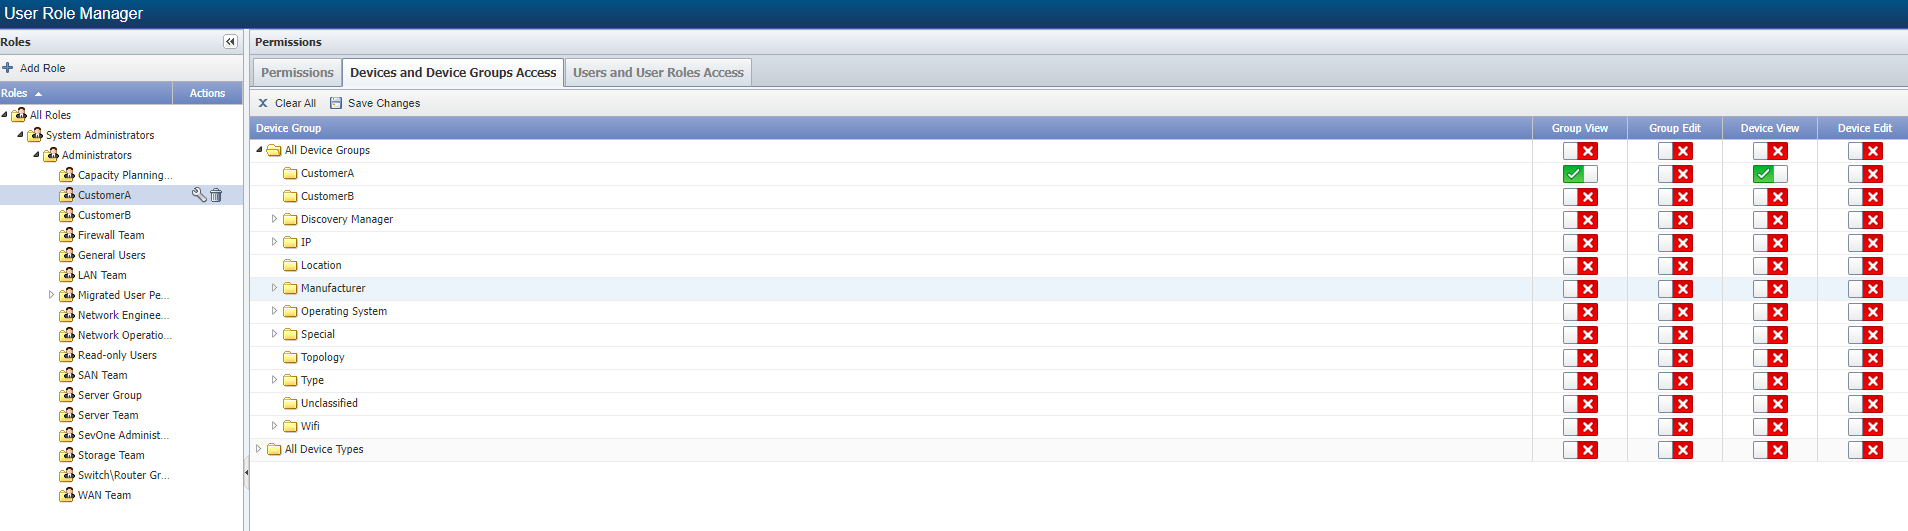 User Role Manager
Roles
Add Role
Roles Actions
All Roles
System Administrators
Administrators
Capacity Planning...
CustomerA
CustomerB
Firewall Team
General Users
LAN Team
Migrated User Pe...
Network Enginee...
Network Operatio...
Read-only Users
SAN Team
Server Group
Server Team
SevOne Administ...
Storage Team
Switch\Router Gr...
WAN Team
Permissions
Permissions Devices and Device Groups Access Users and User Roles Access
Clear All Save Changes
Device Group Group View Group Edit Device View Device Edit
All Device Groups
CustomerA
CustomerB
Discovery Manager
IP
Location
Manufacturer
Operating System
Special
Topology
Type
Unclassified
Wifi
All Device Types